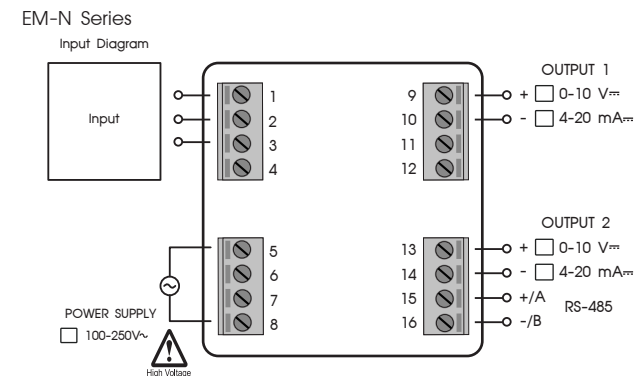 EM-N Series
Input Diagram
Input
1
2
3
4
5
6
7
8
POWER SUPPLY
100-250V~
High Voltage
9
10
11
12
OUTPUT 1
+ 0-10 V⎓
- 4-20 mA⎓
13
14
15
16
OUTPUT 2
+ 0-10 V⎓
- 4-20 mA⎓
+/A
-/B
RS-485